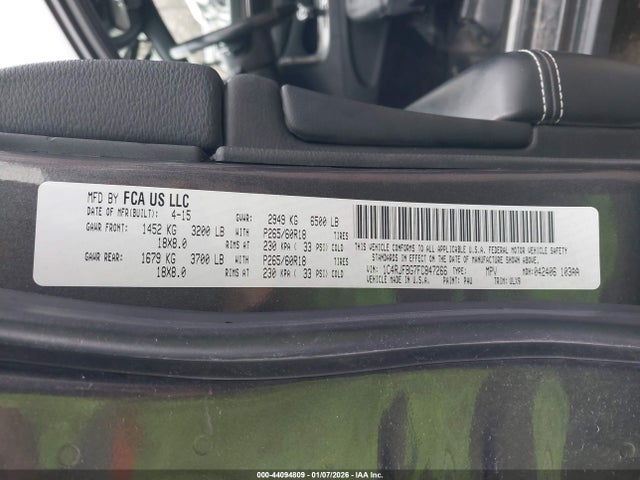 MFD BY FCA US LLC
DATE OF MFR(BUILT): 4-15 GVWR: 2949 KG 6500 LB
GAWR FRONT: 1452 KG 3200 LB P265/60R18 TIRES
18X8.0 RIMS AT 230 KPA ( 33 PSI) COLD
GAWR REAR: 1679 KG 3700 LB P265/60R18 TIRES
18X8.0 RIMS AT 230 KPA ( 33 PSI) COLD
THIS VEHICLE CONFORMS TO ALL APPLICABLE U.S.A. FEDERAL MOTOR VEHICLE SAFETY
STANDARDS IN EFFECT ON THE DATE OF MANUFACTURE SHOWN ABOVE.
VIN: 1C4RJFBG7FC847266 TYPE: MPV MDH: 042406 103AA
VEHICLE MADE IN U.S.A. PAINT: PAU TRIM: ULX9
000-44094809 - 01/07/2026 - IAA Inc.